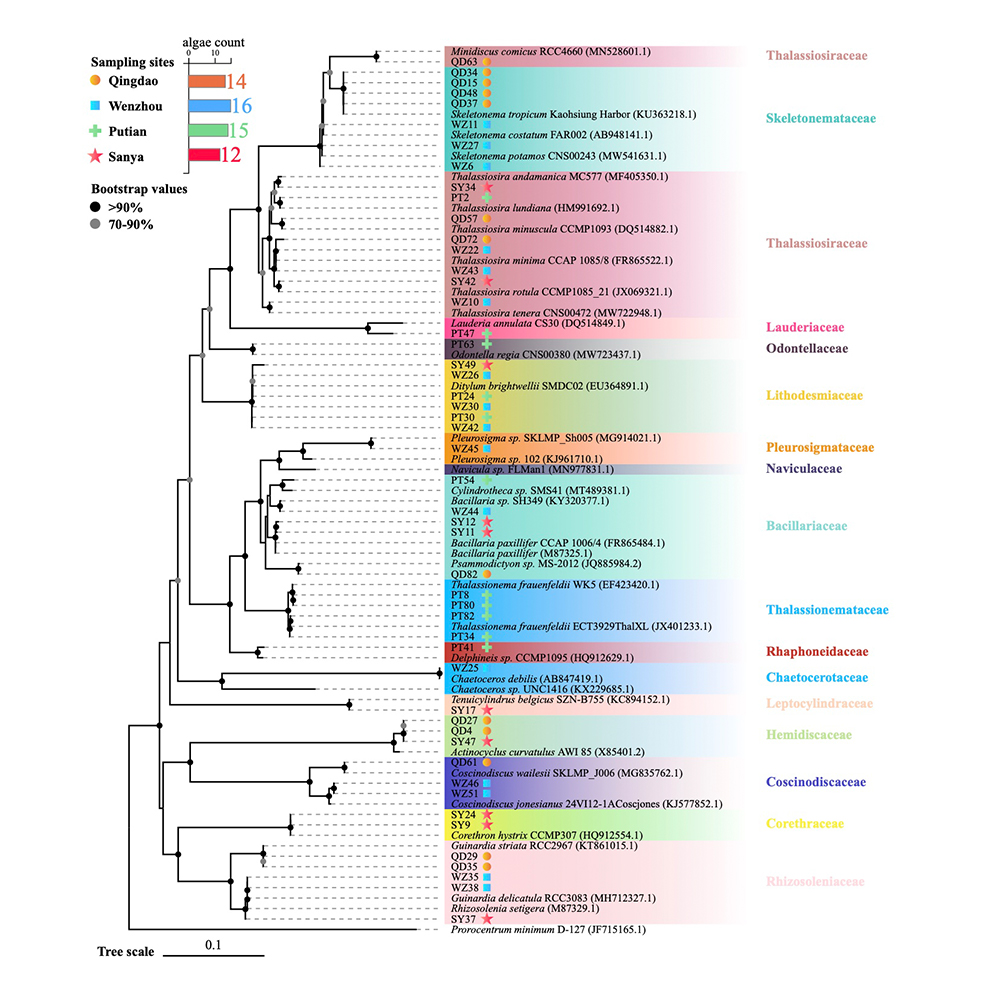 algae count
0 10
Sampling sites
Qingdao 14
Wenzhou 16
Putian 15
Sanya 12
Bootstrap values
>90%
70-90%
Minidiscus comicus RCC4660 (MN528601.1)
QD63
QD34
QD15
QD48
QD37
Skeletonema tropicum Kaohsiung Harbor (KU363218.1)
WZ11
Skeletonema costatum FAR002 (AB948141.1)
WZ27
Skeletonema potamos CNS00243 (MW541631.1)
WZ6
Thalassiosira andamanica MC577 (MF405350.1)
SY34
PT2
Thalassiosira lundiana (HM991692.1)
QD57
Thalassiosira minuscula CCMP1093 (DQ514882.1)
QD72
WZ22
Thalassiosira minima CCAP 1085/8 (FR865522.1)
WZ43
SY42
Thalassiosira rotula CCMP1085_21 (JX069321.1)
WZ10
Thalassiosira tenera CNS00472 (MW722948.1)
Lauderia annulata CS30 (DQ514849.1)
PT47
PT63
Odontella regia CNS00380 (MW723437.1)
SY49
WZ26
Ditylum brightwellii SMDC02 (EU364891.1)
PT24
WZ30
PT30
WZ42
Pleurosigma sp. SKLMP_Sh005 (MG914021.1)
WZ45
Pleurosigma sp. 102 (KJ961710.1)
Navicula sp. FLMan1 (MN977831.1)
PT54
Cylindrotheca sp. SMS41 (MT489381.1)
Bacillaria sp. SH349 (KY320377.1)
WZ44
SY12
SY11
Bacillaria paxillifer CCAP 1006/4 (FR865484.1)
Bacillaria paxillifer (M87325.1)
Psammodictyon sp. MS-2012 (JQ885984.2)
QD82
Thalassionema frauenfeldii WK5 (EF423420.1)
PT8
PT80
PT82
Thalassionema frauenfeldii ECT3929ThalXL (JX401233.1)
PT34
PT41
Delphineis sp. CCMP1095 (HQ912629.1)
WZ25
Chaetoceros debilis (AB847419.1)
Chaetoceros sp. UNC1416 (KX229685.1)
Tenuicylindrus belgicus SZN-B755 (KC894152.1)
SY17
QD27
QD4
SY47
Actinocyclus curvatulus AWI 85 (X85401.2)
QD61
Coscinodiscus wailesii SKLMP_J006 (MG835762.1)
WZ46
WZ51
Coscinodiscus jonesianus 24VI12-1ACoscjones (KJ577852.1)
SY24
SY9
Corethron hystrix CCMP307 (HQ912554.1)
Guinardia striata RCC2967 (KT861015.1)
QD29
QD35
WZ35
WZ38
Guinardia delicatula RCC3083 (MH712327.1)
Rhizosolenia setigera (M87329.1)
SY37
Prorocentrum minimum D-127 (JF715165.1)
Thalassiosiraceae
Skeletonemataceae
Thalassiosiraceae
Lauderiaceae
Odontellaceae
Lithodesmiaceae
Pleurosigmataceae
Naviculaceae
Bacillariaceae
Thalassionemataceae
Rhaphoneidaceae
Chaetocerotaceae
Leptocylindraceae
Hemidiscaceae
Coscinodiscaceae
Corethraceae
Rhizosoleniaceae
Tree scale 0.1